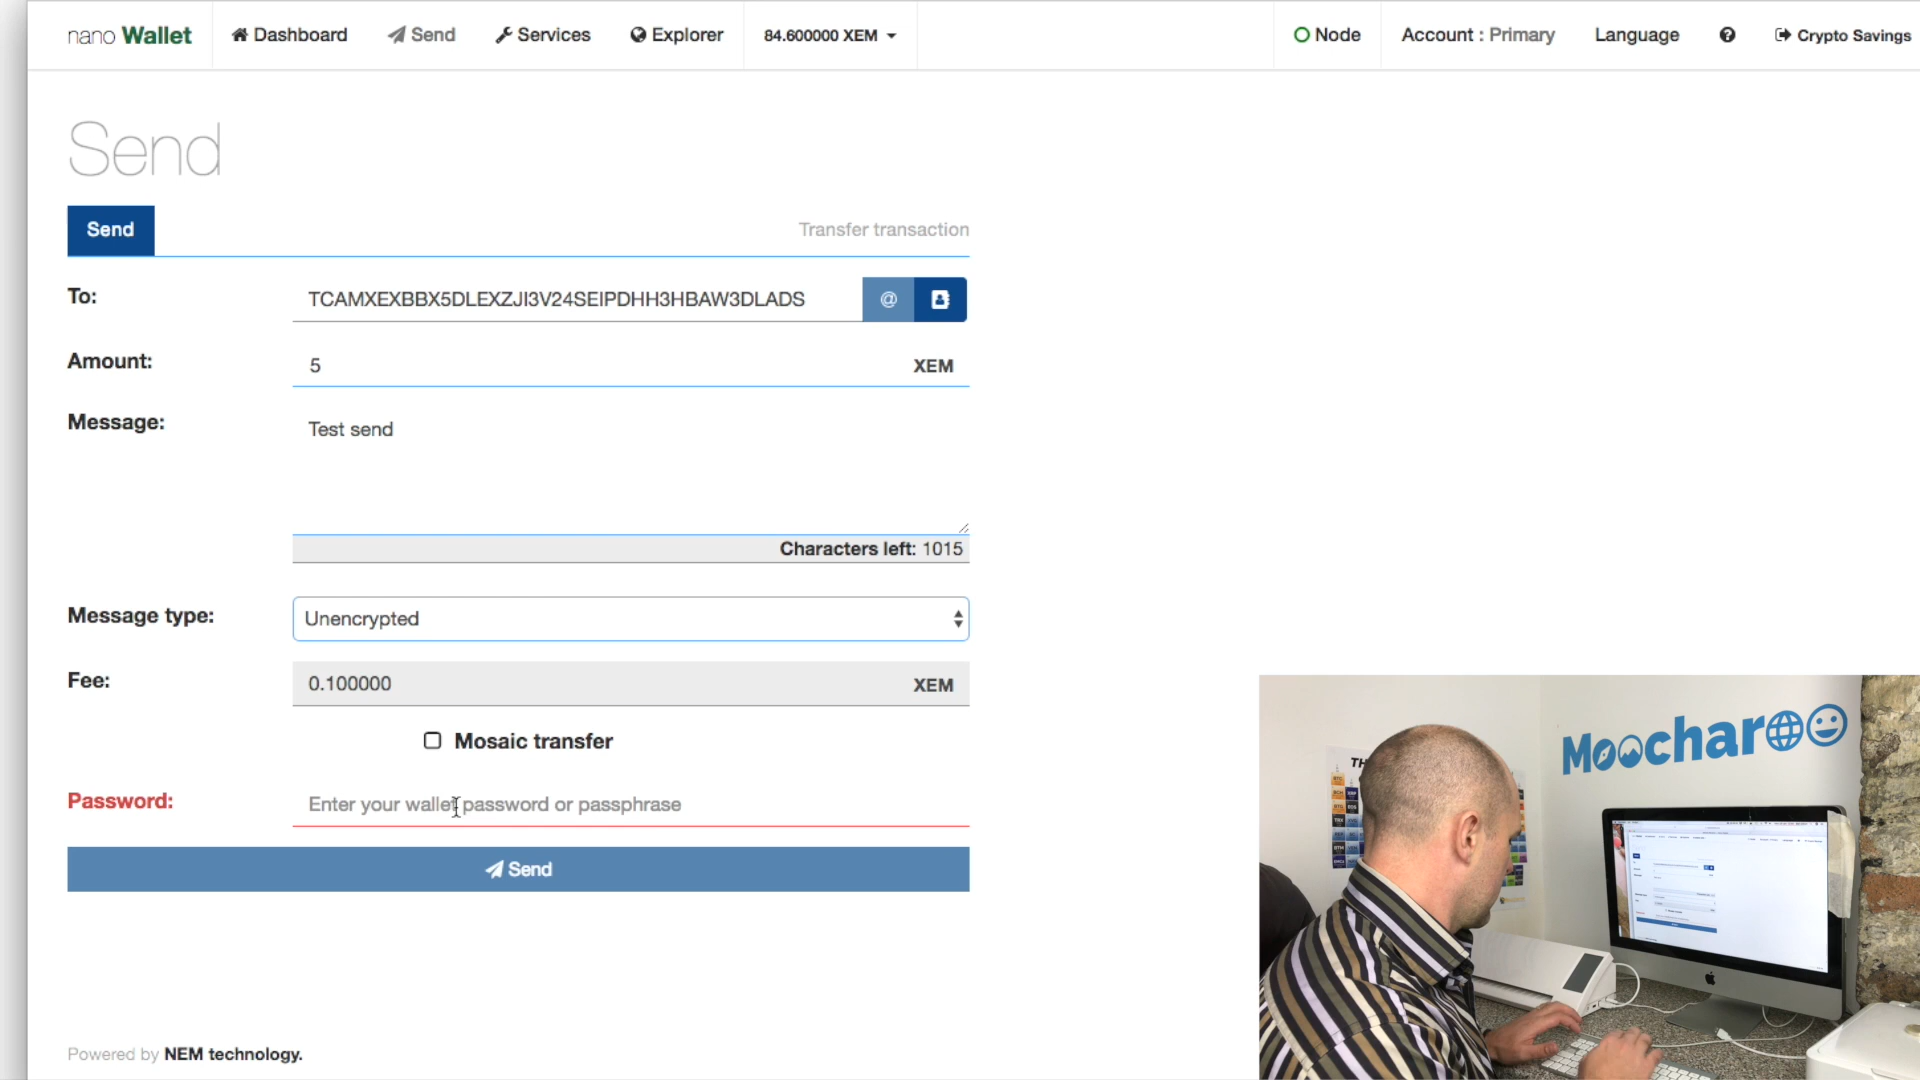 nano Wallet Dashboard Send Services Explorer 84.600000 XEM Node Account : Primary Language Crypto Savings
Send
Send Transfer transaction
To: TCAMXEXBBX5DLEXZJI3V24SEIPDHH3HBAW3DLADS @
Amount: 5 XEM
Message: Test send
Characters left: 1015
Message type: Unencrypted
Fee: 0.100000 XEM
Mosaic transfer
Password: Enter your wallet password or passphrase
Send
Powered by NEM technology.
Moocharoo